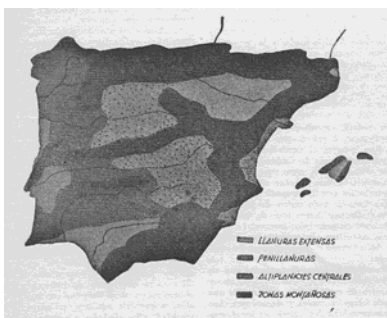 LLANURAS EXTENSAS
PENILLANURAS
ALTIPLANICIES CENTRALES
ZONAS MONTAÑOSAS